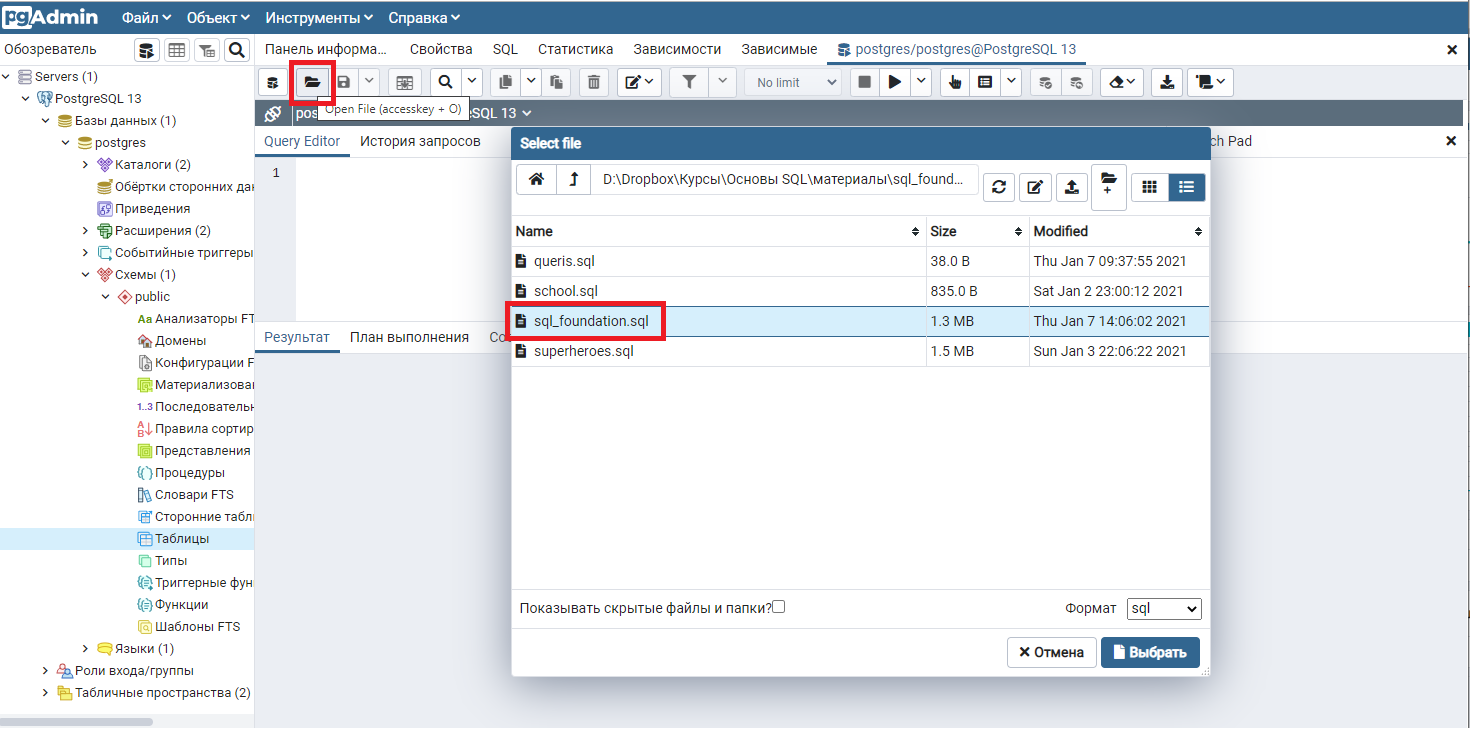 pgAdmin Файл Объект Инструменты Справка
Обозреватель
Панель информа... Свойства SQL Статистика Зависимости Зависимые postgres/postgres@PostgreSQL 13
No limit
Open File (accesskey + O)
pos
SQL 13
Query Editor История запросов
ch Pad
1
Servers (1)
PostgreSQL 13
Базы данных (1)
postgres
Каталоги (2)
Обёртки сторонних да
Приведения
Расширения (2)
Событийные триггеры
Схемы (1)
public
Aa Анализаторы FT
Домены
Конфигурации F
Материализова
1..3 Последователь
Правила сортир
Представления
Процедуры
Словари FTS
Сторонние табл
Таблицы
Типы
Триггерные фун
Функции
Шаблоны FTS
Языки (1)
Роли входа/группы
Табличные пространства (2)
Результат План выполнения Со
Select file
D:\Dropbox\Курсы\Основы SQL\материалы\sql_found...
Name Size Modified
queris.sql 38.0 B Thu Jan 7 09:37:55 2021
school.sql 835.0 B Sat Jan 2 23:00:12 2021
sql_foundation.sql 1.3 MB Thu Jan 7 14:06:02 2021
superheroes.sql 1.5 MB Sun Jan 3 22:06:22 2021
Показывать скрытые файлы и папки?
Формат sql
Отмена Выбрать